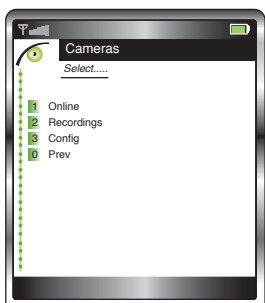 Cameras
Select.....
1 Online
2 Recordings
3 Config
0 Prev